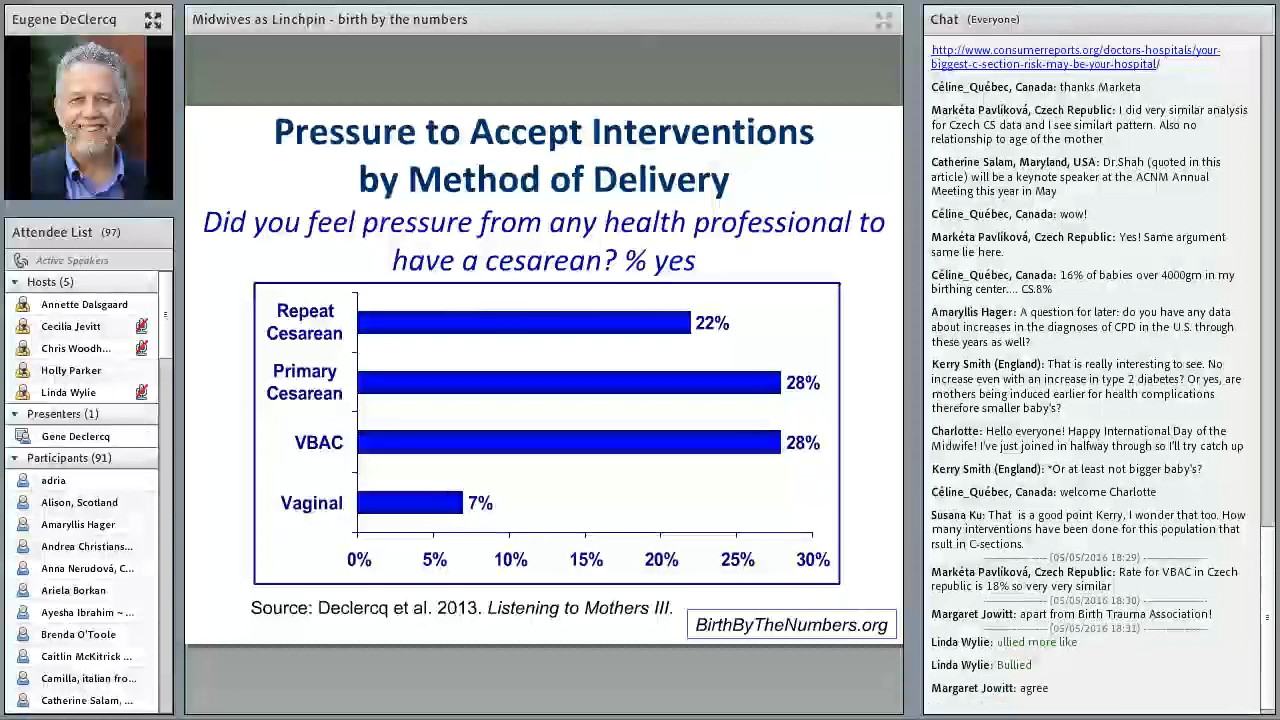 Eugene DeClercq
Attendee List (97)
Active Speakers
Hosts (5)
Annette Dalsgaard
Cecilia Jevitt
Chris Woodh...
Holly Parker
Linda Wylie
Presenters (1)
Gene Declercq
Participants (91)
adria
Alison, Scotland
Amaryllis Hager
Andrea Christians...
Anna Nerudová, C...
Ariela Borkan
Ayesha Ibrahim ~ ...
Brenda O'Toole
Caitlin McKitrick ...
Camilla, italian fro...
Catherine Salam, ...
Midwives as Linchpin - birth by the numbers
Pressure to Accept Interventions
by Method of Delivery
Did you feel pressure from any health professional to
have a cesarean? % yes
Repeat
Cesarean
22%
Primary
Cesarean
28%
VBAC
28%
Vaginal
7%
0% 5% 10% 15% 20% 25% 30%
Source: Declercq et al. 2013. Listening to Mothers III.
BirthByTheNumbers.org
Chat (Everyone)
http://www.consumerreports.org/doctors-hospitals/your-
biggest-c-section-risk-may-be-your-hospital/
Céline_Québec, Canada: thanks Marketa
Markéta Pavlíková, Czech Republic: I did very similar analysis
for Czech CS data and I see similart pattern. Also no
relationship to age of the mother
Catherine Salam, Maryland, USA: Dr.Shah (quoted in this
article) will be a keynote speaker at the ACNM Annual
Meeting this year in May
Céline_Québec, Canada: wow!
Markéta Pavlíková, Czech Republic: Yes! Same argument
same lie here.
Céline_Québec, Canada: 16% of babies over 4000gm in my
birthing center.... CS.8%
Amaryllis Hager: A question for later: do you have any data
about increases in the diagnoses of CPD in the U.S. through
these years as well?
Kerry Smith (England): That is really interesting to see. No
increase even with an increase in type 2 diabetes? Or yes, are
mothers being induced earlier for health complications
therefore smaller baby's?
Charlotte: Hello everyone! Happy International Day of the
Midwife! I've just joined in halfway through so I'll try catch up
Kerry Smith (England): *Or at least not bigger baby's?
Céline_Québec, Canada: welcome Charlotte
Susana Ku: That is a good point Kerry, I wonder that too. How
many interventions have been done for this population that
rsult in C-sections.
(05/05/2016 18:29)
Markéta Pavlíková, Czech Republic: Rate for VBAC in Czech
republic is 18% so very very similar
(05/05/2016 18:30)
Margaret Jowitt: apart from Birth Trauma Association!
(05/05/2016 18:31)
Linda Wylie: ullied more like
Linda Wylie: Bullied
Margaret Jowitt: agree